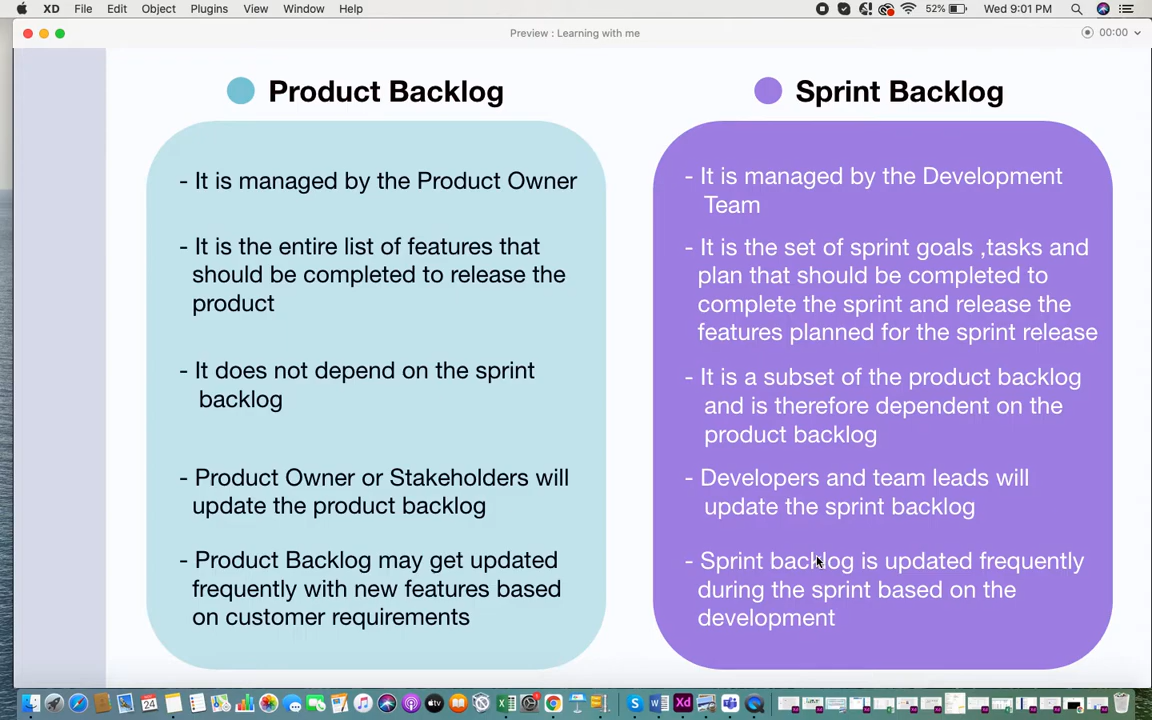 XD File Edit Object Plugins View Window Help 52% Wed 9:01 PM
Preview : Learning with me 00:00
Product Backlog
- It is managed by the Product Owner
- It is the entire list of features that
should be completed to release the
product
- It does not depend on the sprint
backlog
- Product Owner or Stakeholders will
update the product backlog
- Product Backlog may get updated
frequently with new features based
on customer requirements
Sprint Backlog
- It is managed by the Development
Team
- It is the set of sprint goals ,tasks and
plan that should be completed to
complete the sprint and release the
features planned for the sprint release
- It is a subset of the product backlog
and is therefore dependent on the
product backlog
- Developers and team leads will
update the sprint backlog
- Sprint backlog is updated frequently
during the sprint based on the
development
24
Xd